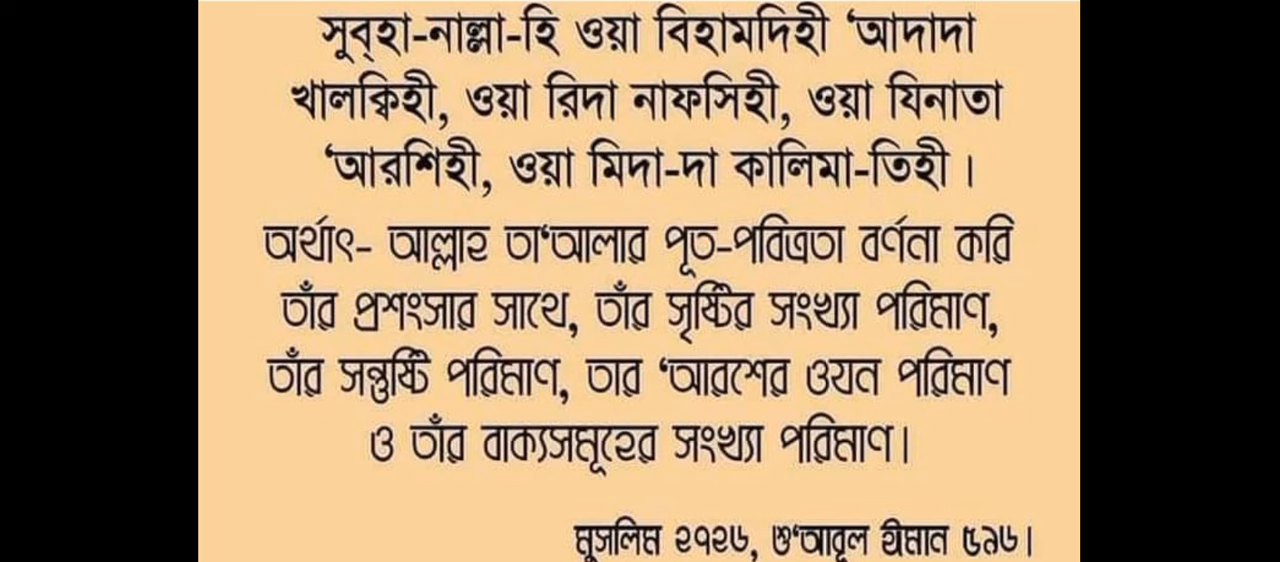 সুব্‌হা-নাল্লা-হি ওয়া বিহামদিহী ‘আদাদা
খালক্বিহী, ওয়া রিদা নাফসিহী, ওয়া যিনাতা
‘আরশিহী, ওয়া মিদা-দা কালিমা-তিহী।
অর্থাৎ- আল্লাহ তা‘আলার পূত-পবিত্রতা বর্ণনা করি
তাঁর প্রশংসার সাথে, তাঁর সৃষ্টির সংখ্যা পরিমাণ,
তাঁর সন্তুষ্টি পরিমাণ, তার ‘আরশের ওযন পরিমাণ
ও তাঁর বাক্যসমূহের সংখ্যা পরিমাণ।
মুসলিম ২৭২৬, শু‘আবূল ঈমান ৫৯৬।